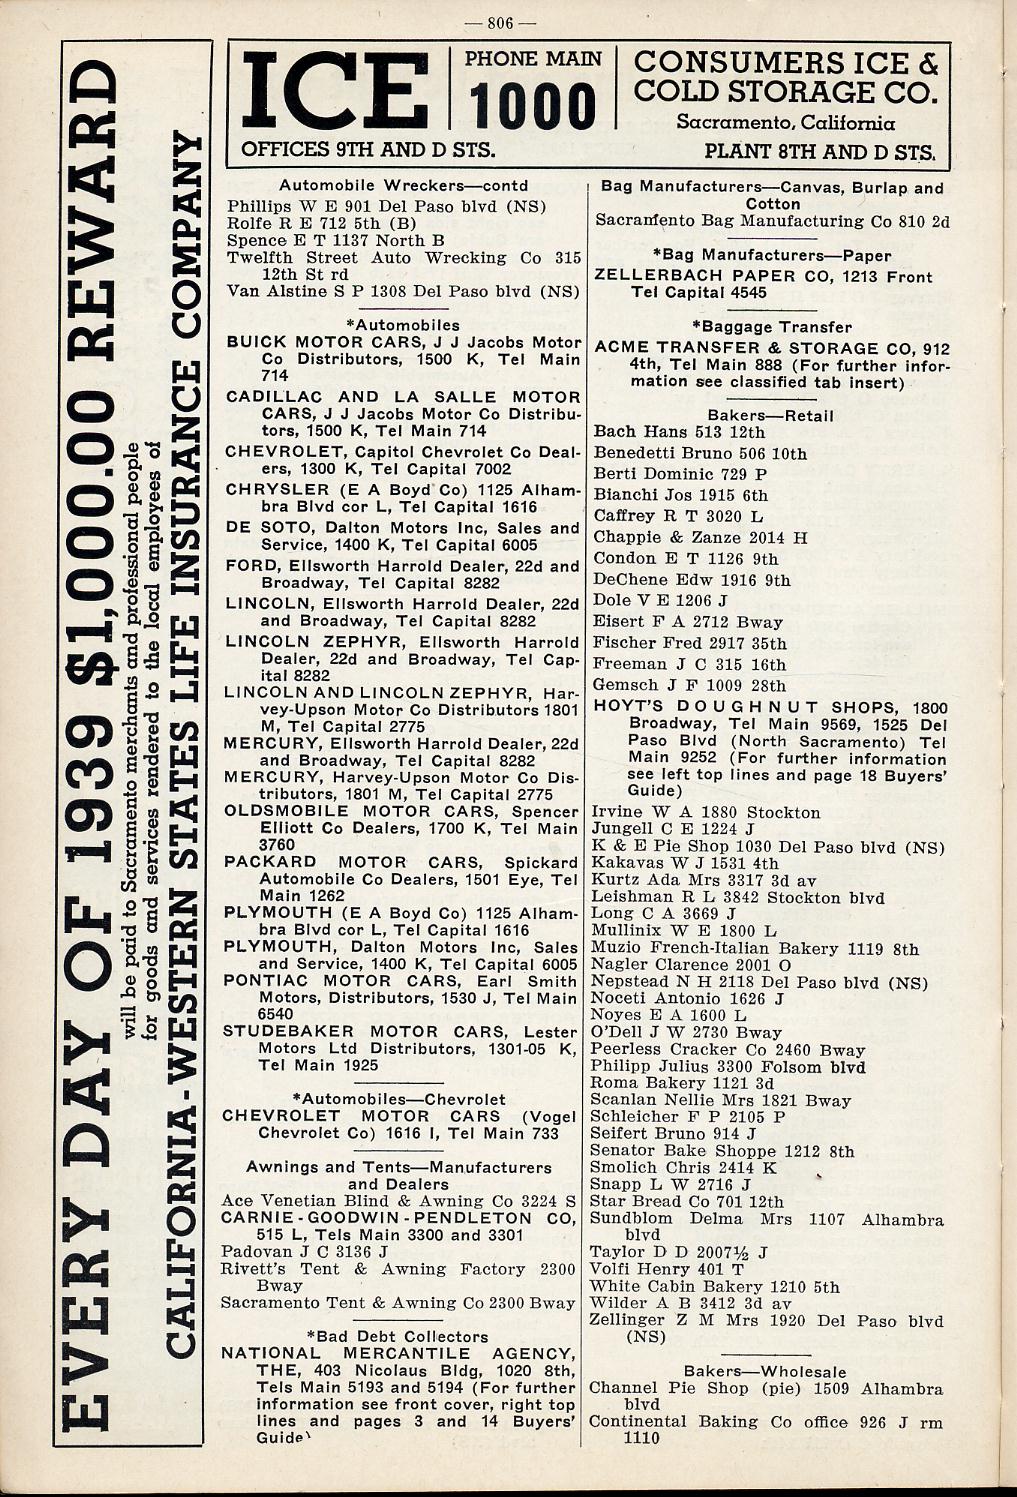 — 806 —
EVERY DAY OF 1939 $1,000.00 REWARD
will be paid to Sacramento merchants and professional people
for goods and services rendered to the local employees of
CALIFORNIA-WESTERN STATES LIFE INSURANCE COMPANY
ICE
PHONE MAIN
1000
CONSUMERS ICE &
COLD STORAGE CO.
Sacramento, California
OFFICES 9TH AND D STS.
PLANT 8TH AND D STS.
Automobile Wreckers—contd
Phillips W E 901 Del Paso blvd (NS)
Rolfe R E 712 5th (B)
Spence E T 1137 North B
Twelfth Street Auto Wrecking Co 315
12th St rd
Van Alstine S P 1308 Del Paso blvd (NS)
*Automobiles
BUICK MOTOR CARS, J J Jacobs Motor
Co Distributors, 1500 K, Tel Main
714
CADILLAC AND LA SALLE MOTOR
CARS, J J Jacobs Motor Co Distribu-
tors, 1500 K, Tel Main 714
CHEVROLET, Capitol Chevrolet Co Deal-
ers, 1300 K, Tel Capital 7002
CHRYSLER (E A Boyd Co) 1125 Alham-
bra Blvd cor L, Tel Capital 1616
DE SOTO, Dalton Motors Inc, Sales and
Service, 1400 K, Tel Capital 6005
FORD, Ellsworth Harrold Dealer, 22d and
Broadway, Tel Capital 8282
LINCOLN, Ellsworth Harrold Dealer, 22d
and Broadway, Tel Capital 8282
LINCOLN ZEPHYR, Ellsworth Harrold
Dealer, 22d and Broadway, Tel Cap-
ital 8282
LINCOLN AND LINCOLN ZEPHYR, Har-
vey-Upson Motor Co Distributors 1801
M, Tel Capital 2775
MERCURY, Ellsworth Harrold Dealer, 22d
and Broadway, Tel Capital 8282
MERCURY, Harvey-Upson Motor Co Dis-
tributors, 1801 M, Tel Capital 2775
OLDSMOBILE MOTOR CARS, Spencer
Elliott Co Dealers, 1700 K, Tel Main
3760
PACKARD MOTOR CARS, Spickard
Automobile Co Dealers, 1501 Eye, Tel
Main 1262
PLYMOUTH (E A Boyd Co) 1125 Alham-
bra Blvd cor L, Tel Capital 1616
PLYMOUTH, Dalton Motors Inc, Sales
and Service, 1400 K, Tel Capital 6005
PONTIAC MOTOR CARS, Earl Smith
Motors, Distributors, 1530 J, Tel Main
6540
STUDEBAKER MOTOR CARS, Lester
Motors Ltd Distributors, 1301-05 K,
Tel Main 1925
*Automobiles—Chevrolet
CHEVROLET MOTOR CARS (Vogel
Chevrolet Co) 1616 I, Tel Main 733
Awnings and Tents—Manufacturers
and Dealers
Ace Venetian Blind & Awning Co 3224 S
CARNIE-GOODWIN-PENDLETON CO,
515 L, Tels Main 3300 and 3301
Padovan J C 3136 J
Rivett's Tent & Awning Factory 2300
Bway
Sacramento Tent & Awning Co 2300 Bway
*Bad Debt Collectors
NATIONAL MERCANTILE AGENCY,
THE, 403 Nicolaus Bldg, 1020 8th,
Tels Main 5193 and 5194 (For further
information see front cover, right top
lines and pages 3 and 14 Buyers'
Guide)
Bag Manufacturers—Canvas, Burlap and
Cotton
Sacramento Bag Manufacturing Co 810 2d
*Bag Manufacturers—Paper
ZELLERBACH PAPER CO, 1213 Front
Tel Capital 4545
*Baggage Transfer
ACME TRANSFER & STORAGE CO, 912
4th, Tel Main 888 (For further infor-
mation see classified tab insert)
Bakers—Retail
Bach Hans 513 12th
Benedetti Bruno 506 10th
Berti Dominic 729 P
Bianchi Jos 1915 6th
Caffrey R T 3020 L
Chappie & Zanze 2014 H
Condon E T 1126 9th
DeChene Edw 1916 9th
Dole V E 1206 J
Eisert F A 2712 Bway
Fischer Fred 2917 35th
Freeman J C 315 16th
Gemsch J F 1009 28th
HOYT'S DOUGHNUT SHOPS, 1800
Broadway, Tel Main 9569, 1525 Del
Paso Blvd (North Sacramento) Tel
Main 9252 (For further information
see left top lines and page 18 Buyers'
Guide)
Irvine W A 1880 Stockton
Jungell C E 1224 J
K & E Pie Shop 1030 Del Paso blvd (NS)
Kakavas W J 1531 4th
Kurtz Ada Mrs 3317 3d av
Leishman R L 3842 Stockton blvd
Long C A 3669 J
Mullinix W E 1800 L
Muzio French-Italian Bakery 1119 8th
Nagler Clarence 2001 O
Nepstead N H 2118 Del Paso blvd (NS)
Noceti Antonio 1626 J
Noyes E A 1600 L
O'Dell J W 2730 Bway
Peerless Cracker Co 2460 Bway
Philipp Julius 3300 Folsom blvd
Roma Bakery 1121 3d
Scanlan Nellie Mrs 1821 Bway
Schleicher F P 2105 P
Seifert Bruno 914 J
Senator Bake Shoppe 1212 8th
Smolich Chris 2414 K
Snapp L W 2716 J
Star Bread Co 701 12th
Sundblom Delma Mrs 1107 Alhambra
blvd
Taylor D D 2007½ J
Volfi Henry 401 T
White Cabin Bakery 1210 5th
Wilder A B 3412 3d av
Zellinger Z M Mrs 1920 Del Paso blvd
(NS)
Bakers—Wholesale
Channel Pie Shop (pie) 1509 Alhambra
blvd
Continental Baking Co office 926 J rm
1110